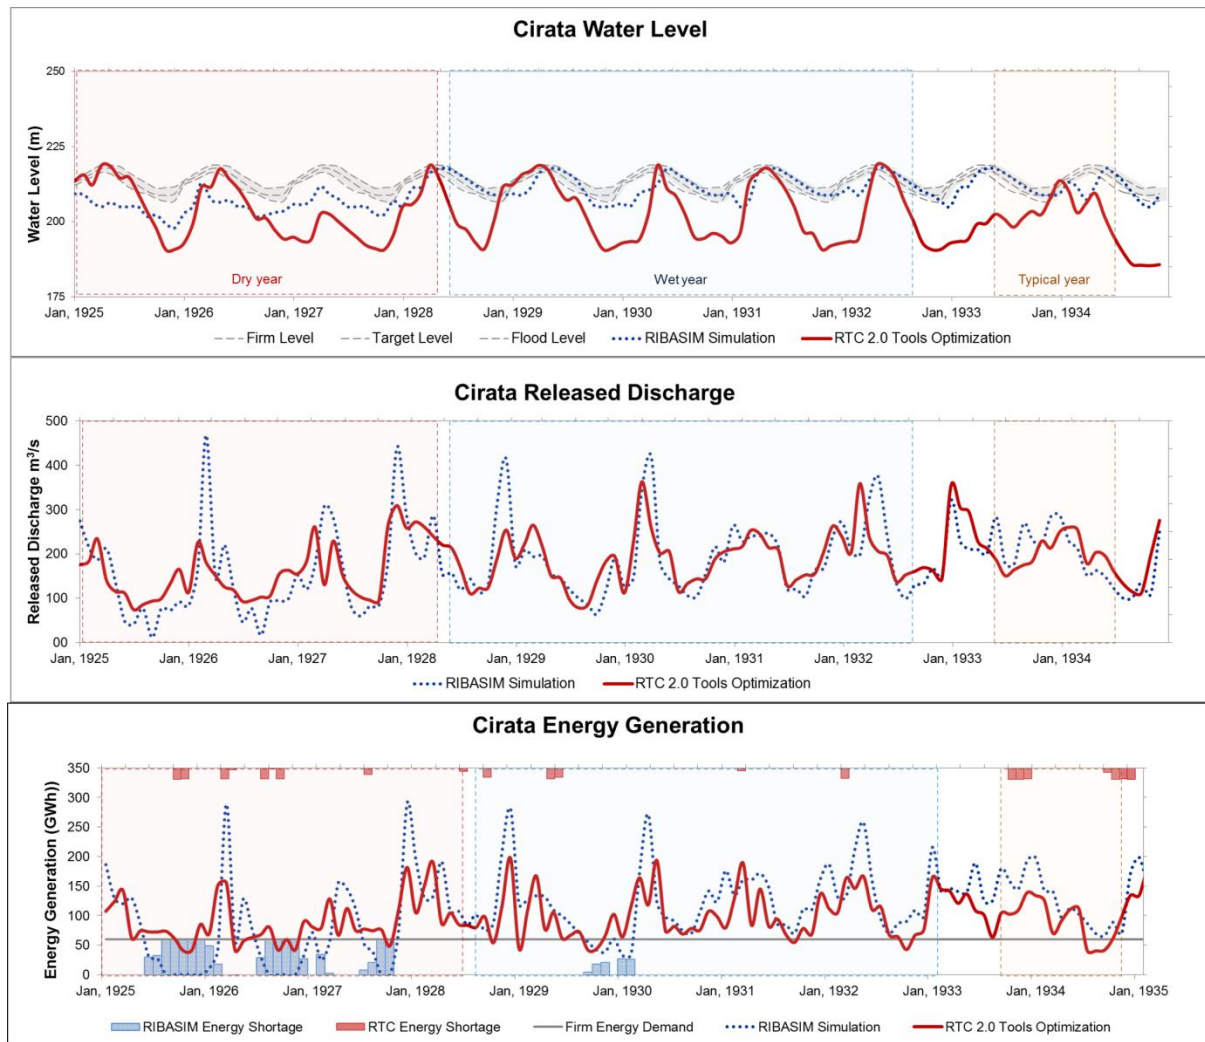 Cirata Water Level
250
225
200
175
Water Level (m)
Dry year
Wet year
Typical year
Jan, 1925 Jan, 1926 Jan, 1927 Jan, 1928 Jan, 1929 Jan, 1930 Jan, 1931 Jan, 1932 Jan, 1933 Jan, 1934
Firm Level Target Level Flood Level RIBASIM Simulation RTC 2.0 Tools Optimization
Cirata Released Discharge
500
400
300
200
100
00
Released Discharge m³/s
Jan, 1925 Jan, 1926 Jan, 1927 Jan, 1928 Jan, 1929 Jan, 1930 Jan, 1931 Jan, 1932 Jan, 1933 Jan, 1934
RIBASIM Simulation RTC 2.0 Tools Optimization
Cirata Energy Generation
350
300
250
200
150
100
50
0
Energy Generation (GWh))
Jan, 1925 Jan, 1926 Jan, 1927 Jan, 1928 Jan, 1929 Jan, 1930 Jan, 1931 Jan, 1932 Jan, 1933 Jan, 1934 Jan, 1935
RIBASIM Energy Shortage RTC Energy Shortage Firm Energy Demand RIBASIM Simulation RTC 2.0 Tools Optimization